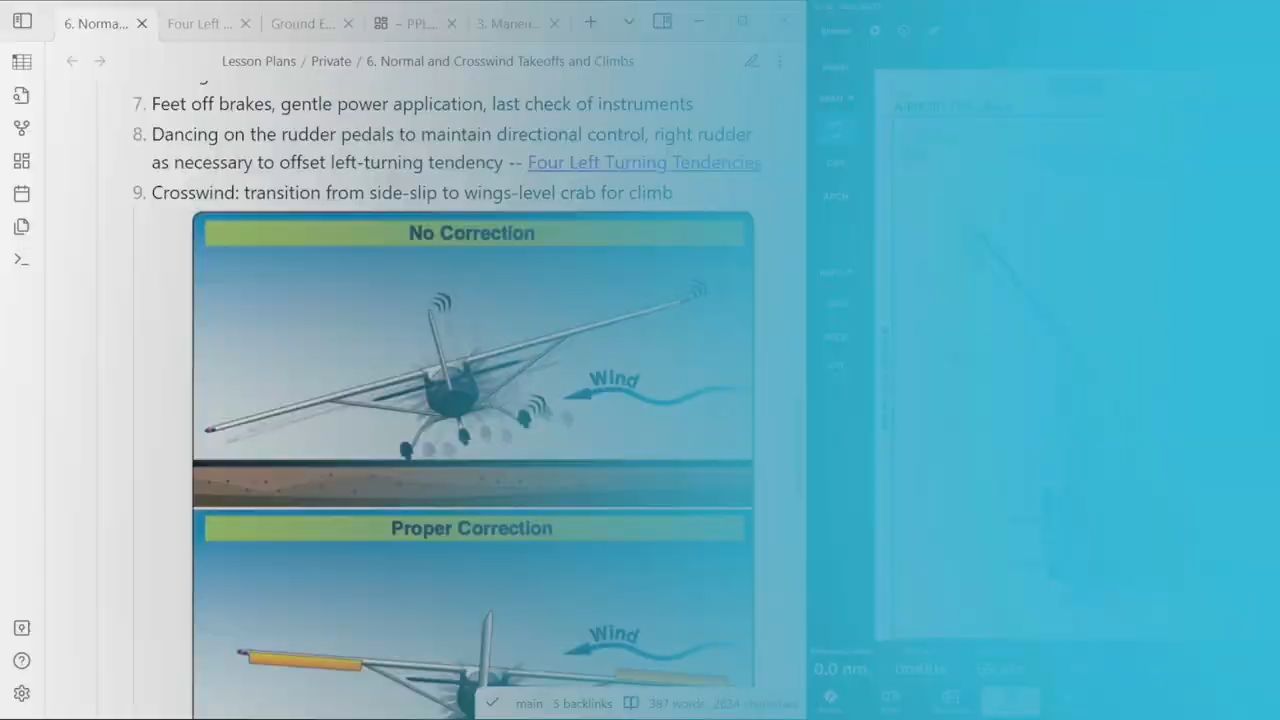 6. Norma...
Four Left ...
Ground E...
– PPL...
3. Maneu...
Lesson Plans / Private / 6. Normal and Crosswind Takeoffs and Climbs
7. Feet off brakes, gentle power application, last check of instruments
8. Dancing on the rudder pedals to maintain directional control, right rudder
as necessary to offset left-turning tendency -- Four Left Turning Tendencies
9. Crosswind: transition from side-slip to wings-level crab for climb
No Correction
Wind
Proper Correction
Wind
main
5 backlinks
387 words
0.0 nm